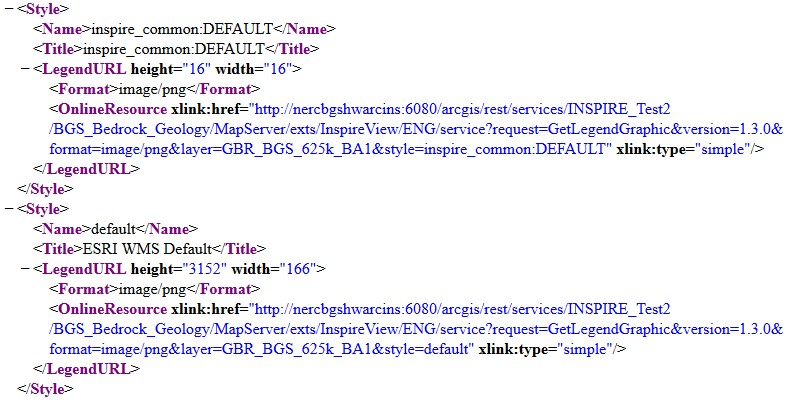 − <Style>
<Name>inspire_common:DEFAULT</Name>
<Title>inspire_common:DEFAULT</Title>
− <LegendURL height="16" width="16">
<Format>image/png</Format>
<OnlineResource xlink:href="http://nercbgshwarcins:6080/arcgis/rest/services/INSPIRE_Test2
/BGS_Bedrock_Geology/MapServer/exts/InspireView/ENG/service?request=GetLegendGraphic&version=1.3.0&
format=image/png&layer=GBR_BGS_625k_BA1&style=inspire_common:DEFAULT" xlink:type="simple"/>
</LegendURL>
</Style>
− <Style>
<Name>default</Name>
<Title>ESRI WMS Default</Title>
− <LegendURL height="3152" width="166">
<Format>image/png</Format>
<OnlineResource xlink:href="http://nercbgshwarcins:6080/arcgis/rest/services/INSPIRE_Test2
/BGS_Bedrock_Geology/MapServer/exts/InspireView/ENG/service?request=GetLegendGraphic&version=1.3.0&
format=image/png&layer=GBR_BGS_625k_BA1&style=default" xlink:type="simple"/>
</LegendURL>
</Style>